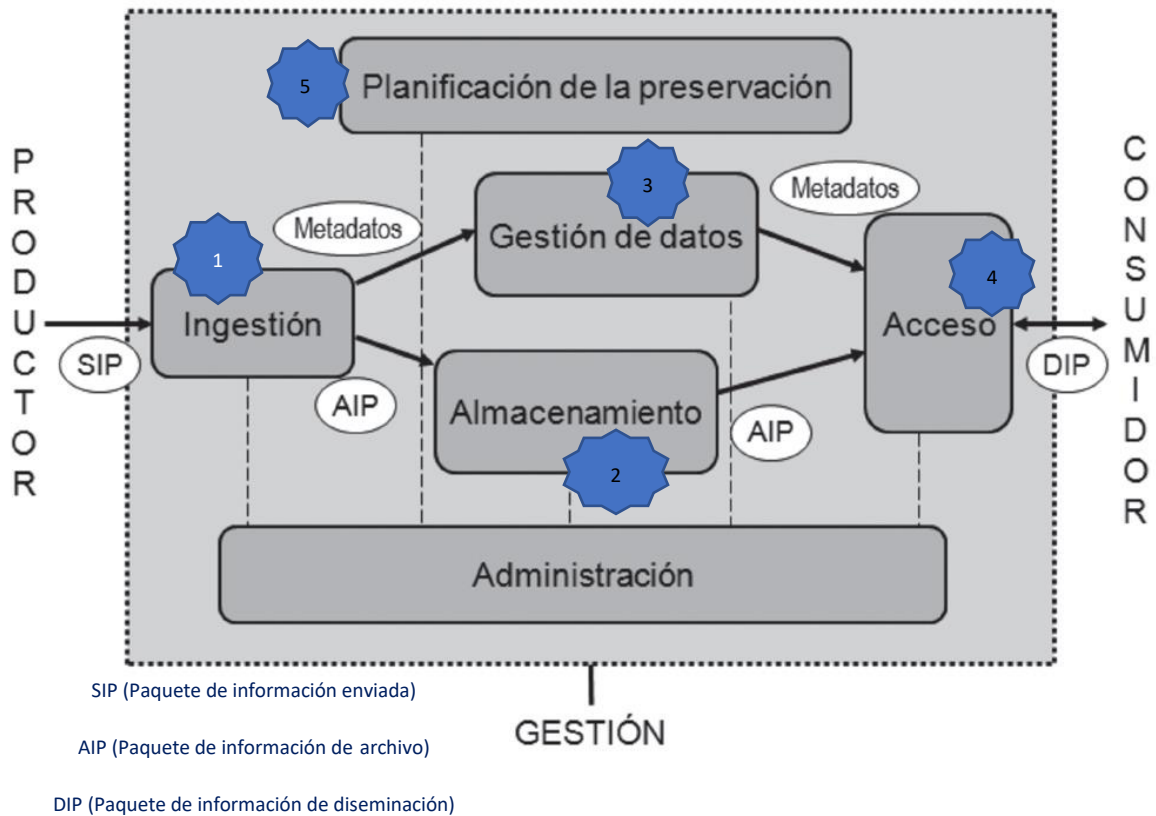 5
Planificación de la preservación
PRODUCTOR
CONSUMIDOR
3
Metadatos
Metadatos
Gestión de datos
1
4
Ingestión
Acceso
SIP
DIP
AIP
Almacenamiento
AIP
2
Administración
SIP (Paquete de información enviada)
GESTIÓN
AIP (Paquete de información de archivo)
DIP (Paquete de información de diseminación)